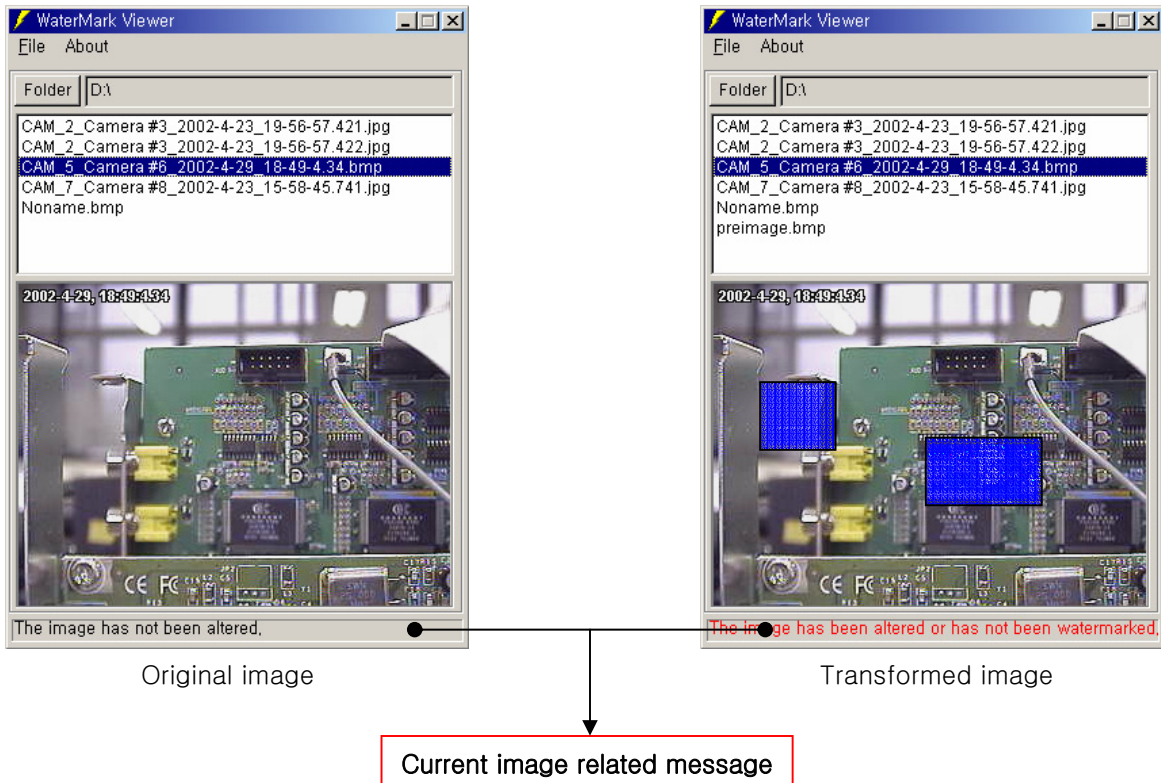 WaterMark Viewer
File About
Folder D:\
CAM_2_Camera #3_2002-4-23_19-56-57.421.jpg
CAM_2_Camera #3_2002-4-23_19-56-57.422.jpg
CAM_5_Camera #6_2002-4-29_18-49-4.34.bmp
CAM_7_Camera #8_2002-4-23_15-58-45.741.jpg
Noname.bmp
2002-4-29, 18:49:4.34
CE FC
The image has not been altered.
Original image
WaterMark Viewer
File About
Folder D:\
CAM_2_Camera #3_2002-4-23_19-56-57.421.jpg
CAM_2_Camera #3_2002-4-23_19-56-57.422.jpg
CAM_5_Camera #6_2002-4-29_18-49-4.34.bmp
CAM_7_Camera #8_2002-4-23_15-58-45.741.jpg
Noname.bmp
preimage.bmp
2002-4-29, 18:49:4.34
CE FC
The image has been altered or has not been watermarked.
Transformed image
Current image related message